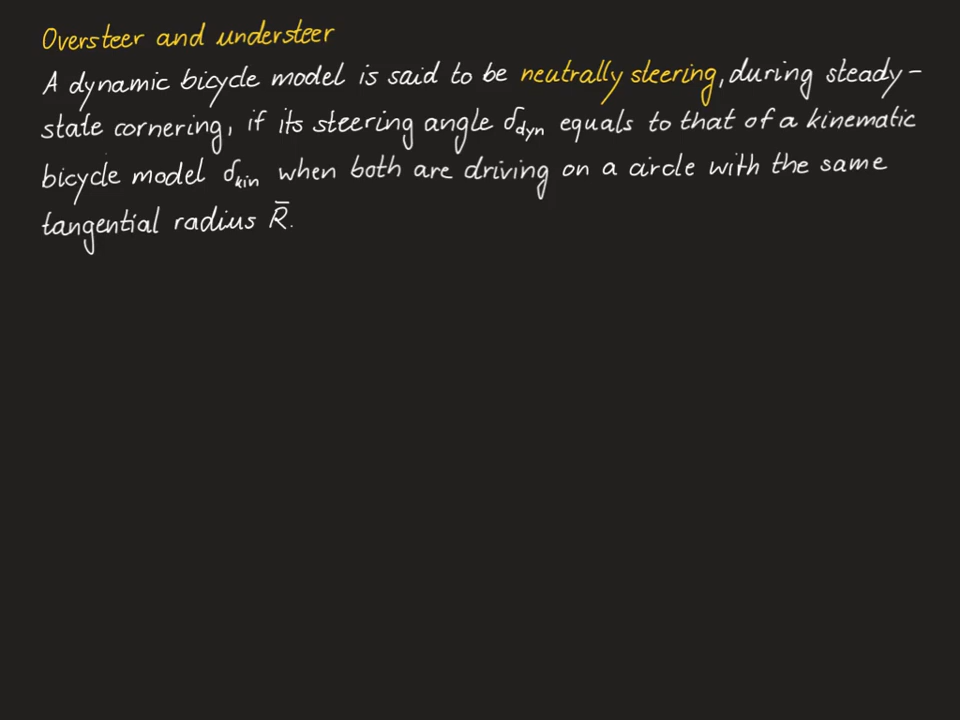 Oversteer and understeer
A dynamic bicycle model is said to be neutrally steering, during steady-
state cornering, if its steering angle δdyn equals to that of a kinematic
bicycle model δkin when both are driving on a circle with the same
tangential radius R̄.